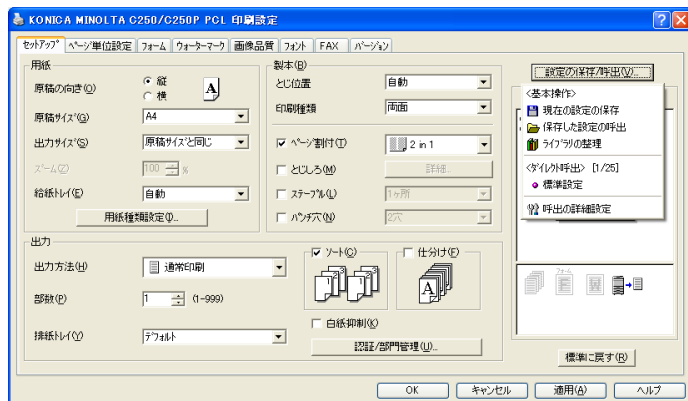 KONICA MINOLTA C250/C250P PCL 印刷設定
セットアップ ページ単位設定 フォーム ウォーターマーク 画像品質 フォント FAX バージョン
用紙
原稿の向き(O) 縦
横
A
原稿サイズ(G) A4
出力サイズ(S) 原稿サイズと同じ
ズーム(Z) 100 %
給紙トレイ(E) 自動
用紙種類設定(I)...
製本(B)
とじ位置 自動
印刷種類 両面
ページ割付(T) 2 in 1
とじしろ(M) 詳細...
ステープル(L) 1ヶ所
パンチ穴(N) 2穴
設定の保存/呼出(V)...
<基本操作>
現在の設定の保存
保存した設定の呼出
ライブラリの整理
<ダイレクト呼出> [1/25]
標準設定
呼出の詳細設定
出力
出力方法(H) 通常印刷
部数(P) 1 (1-999)
排紙トレイ(Y) デフォルト
ソート(C)
仕分け(F)
白紙抑制(K)
認証/部門管理(U)...
標準に戻す(R)
OK キャンセル 適用(A) ヘルプ